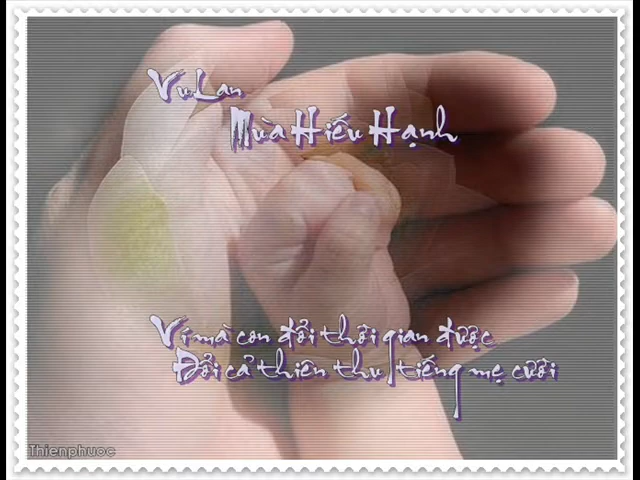 Vu Lan
Mùa Hiếu Hạnh
Ví mà con đổi thời gian được
Đổi cả thiên thu tiếng mẹ cười
Thienphuoc